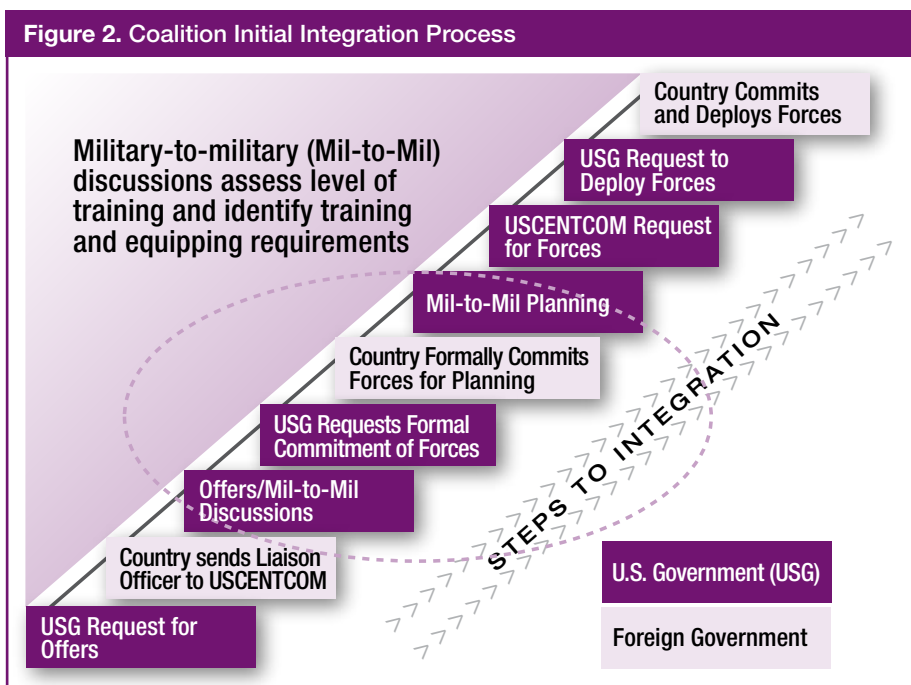 Figure 2. Coalition Initial Integration Process
Country Commits
and Deploys Forces
Military-to-military (Mil-to-Mil)
discussions assess level of
training and identify training
and equipping requirements
USG Request to
Deploy Forces
USCENTCOM Request
for Forces
Mil-to-Mil Planning
Country Formally Commits
Forces for Planning
USG Requests Formal
Commitment of Forces
Offers/Mil-to-Mil
Discussions
Country sends Liaison
Officer to USCENTCOM
USG Request for
Offers
STEPS TO INTEGRATION
U.S. Government (USG)
Foreign Government